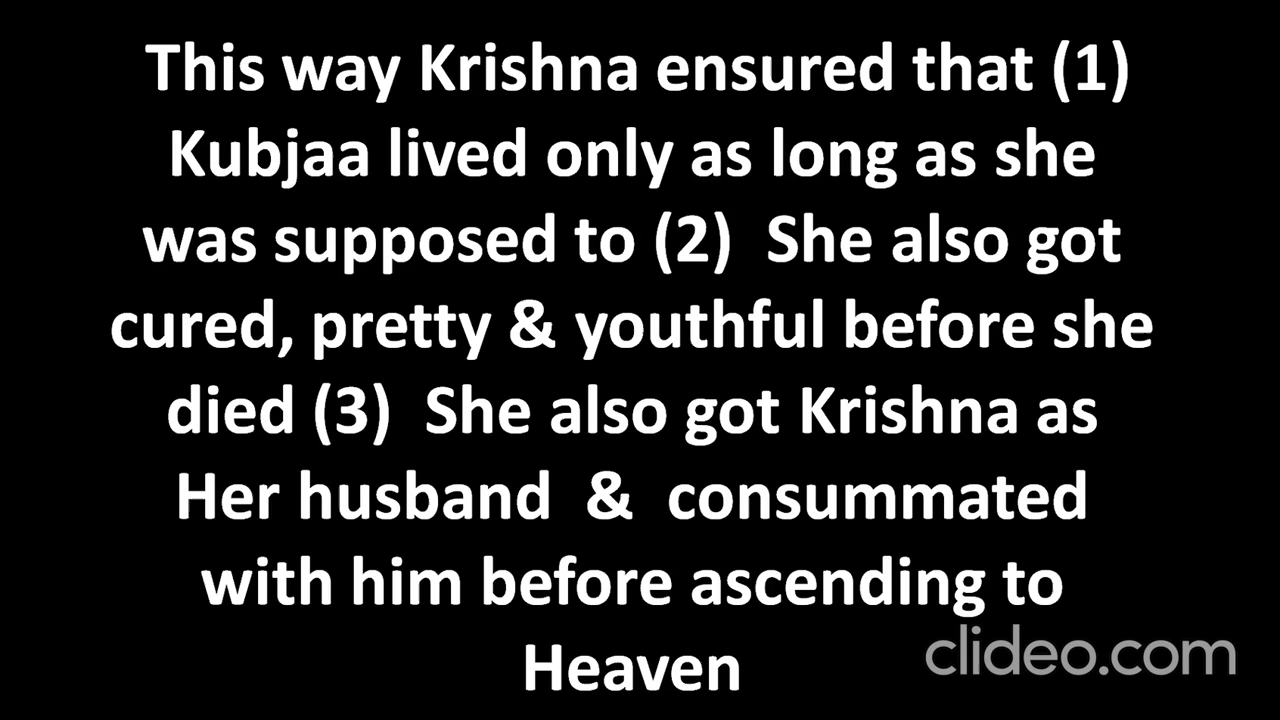 This way Krishna ensured that (1)
Kubjaa lived only as long as she
was supposed to (2)  She also got
cured, pretty & youthful before she
died (3)  She also got Krishna as
Her husband  &  consummated
with him before ascending to
Heaven
clideo.com